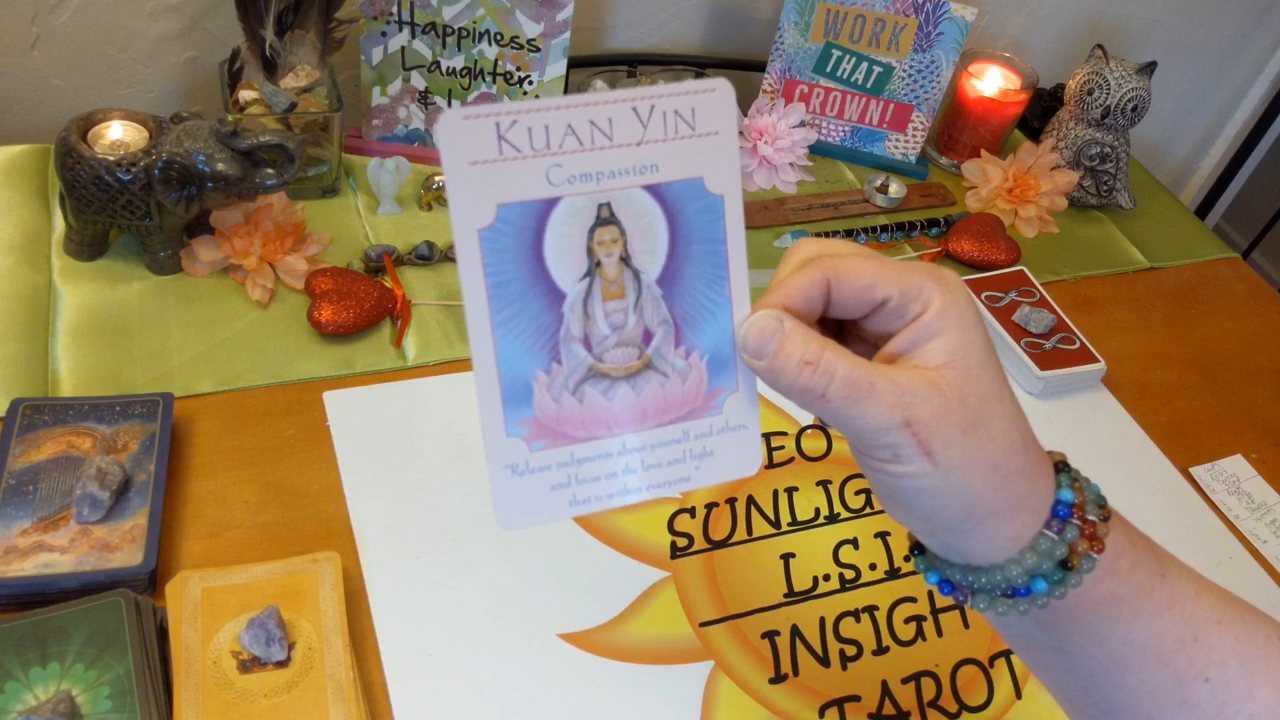 Happiness
Laughter
&
WORK
THAT
CROWN!
KUAN YIN
Compassion
"Release judgments about yourself and others,
and focus on the love and light
that is within everyone."
EO
SUNLIG
L.S.I.
INSIGH
TAROT